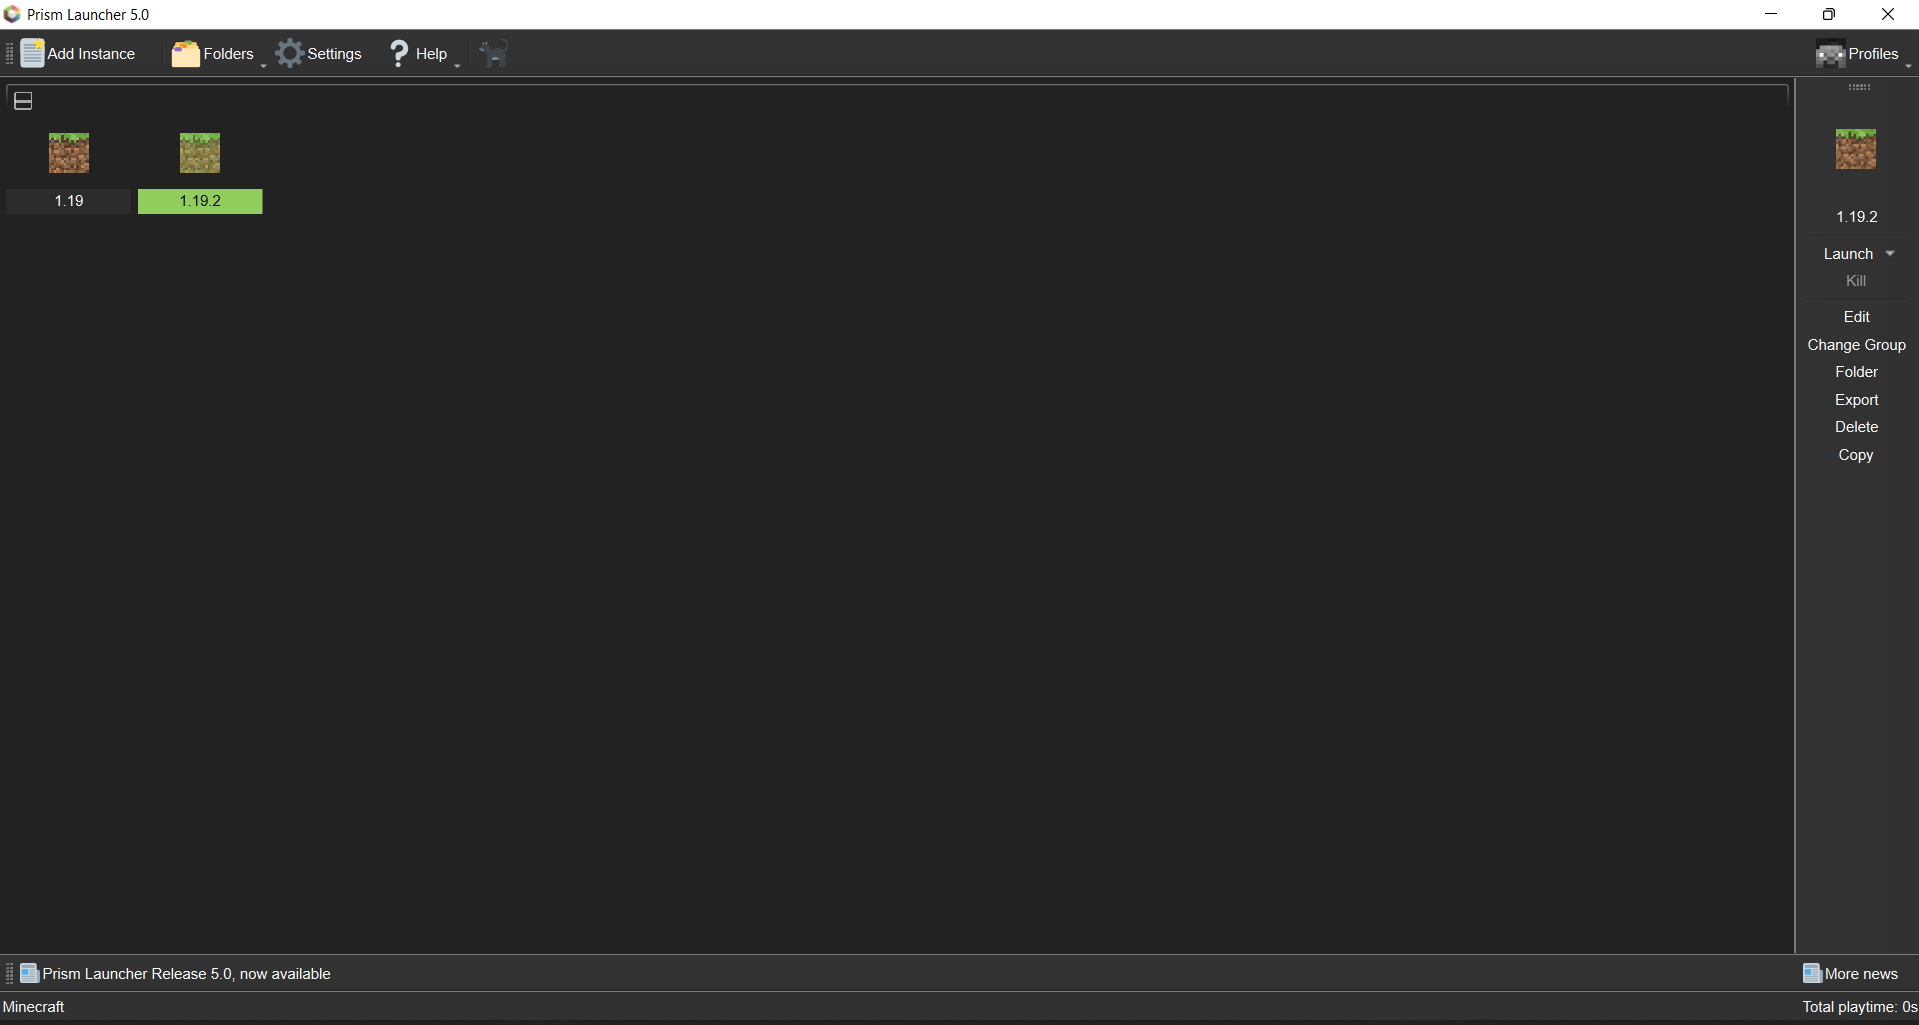 Prism Launcher 5.0
Add Instance
Folders
Settings
Help
Profiles
1.19
1.19.2
1.19.2
Launch
Kill
Edit
Change Group
Folder
Export
Delete
Copy
Prism Launcher Release 5.0, now available
More news
Minecraft
Total playtime: 0s